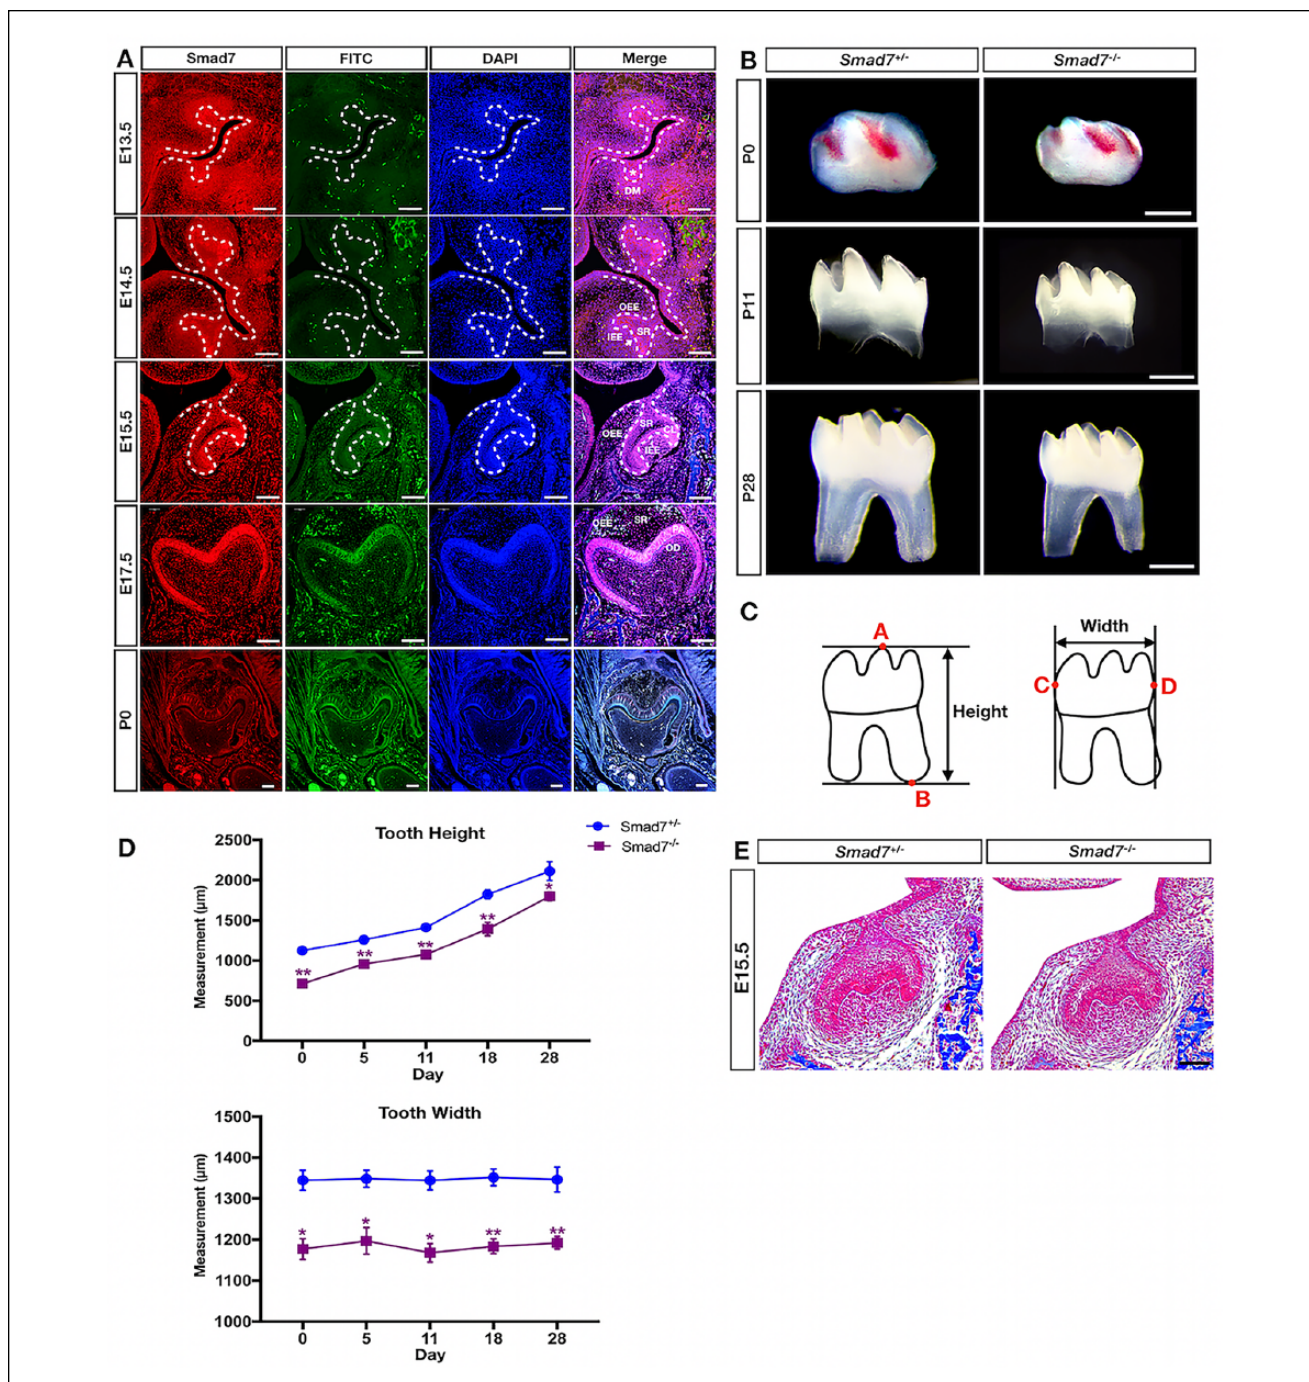 A
Smad7
FITC
DAPI
Merge
E13.5
DM
E14.5
OEE
IEE
SR
E15.5
OEE
SR
IEE
E17.5
OEE
SR
PA
OD
P0
B
Smad7+/-
Smad7-/-
P0
P11
P28
C
A
Height
B
Width
C
D
D
Tooth Height
Smad7+/-
Smad7-/-
Measurement (µm)
2500
2000
1500
1000
500
0
**
**
**
**
*
0
5
11
18
28
Day
Tooth Width
Measurement (µm)
1500
1400
1300
1200
1100
1000
*
*
*
**
**
0
5
11
18
28
Day
E
Smad7+/-
Smad7-/-
E15.5